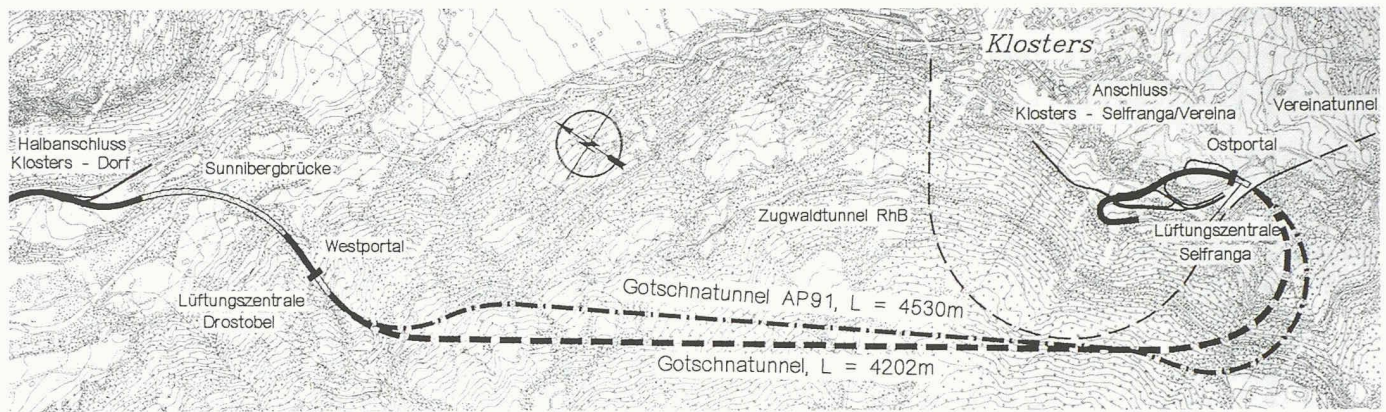 Klosters
Anschluss
Klosters - Selfranga/Vereina
Vereinatunnel
Halbanschluss
Klosters - Dorf
Sunnibergbrücke
Ostportal
Zugwaldtunnel RhB
Lüftungszentrale
Selfranga
Westportal
Lüftungszentrale
Drostobel
Gotschnatunnel AP91, L = 4530m
Gotschnatunnel, L = 4202m